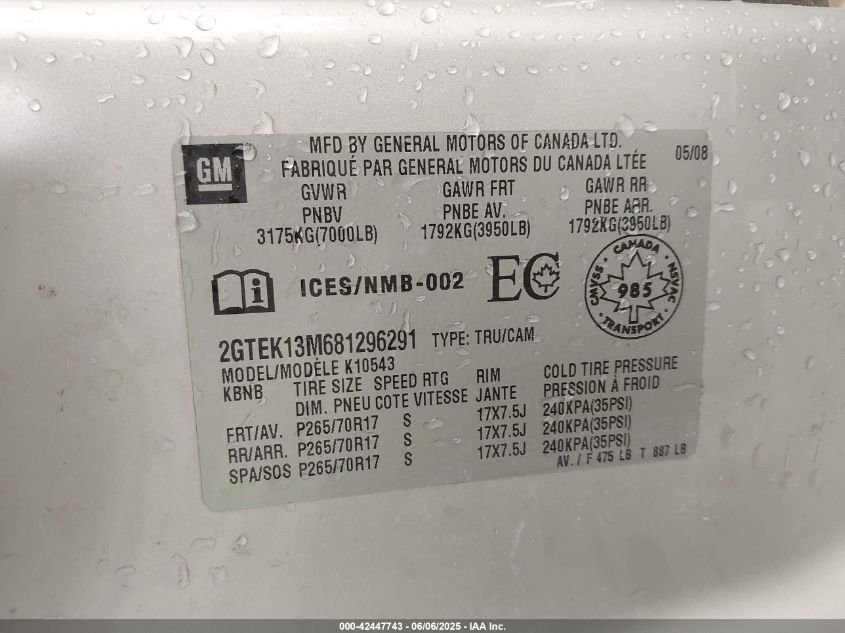 GM
MFD BY GENERAL MOTORS OF CANADA LTD.
FABRIQUÉ PAR GENERAL MOTORS DU CANADA LTÉE
05/08
GVWR GAWR FRT GAWR RR
PNBV PNBE AV. PNBE ARR.
3175KG(7000LB) 1792KG(3950LB) 1792KG(3950LB)
i ICES/NMB-002 EC
CANADA
CMVSS 985 NSVAC
TRANSPORT
2GTEK13M681296291 TYPE: TRU/CAM
MODEL/MODÈLE K10543
KBNB TIRE SIZE SPEED RTG RIM COLD TIRE PRESSURE
DIM. PNEU COTE VITESSE JANTE PRESSION À FROID
FRT/AV. P265/70R17 S 17X7.5J 240KPA(35PSI)
RR/ARR. P265/70R17 S 17X7.5J 240KPA(35PSI)
SPA/SOS P265/70R17 S 17X7.5J 240KPA(35PSI)
AV./ F 475 LB T 887 LB
000-42447743 - 06/06/2025 - IAA Inc.